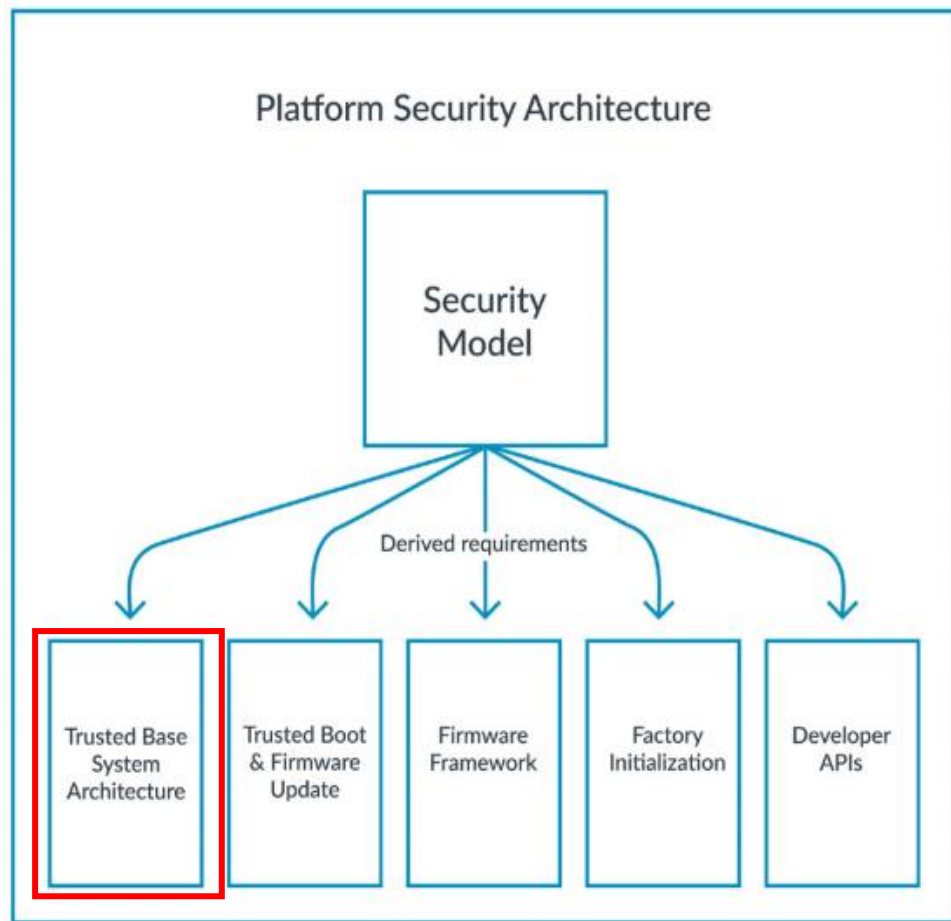 Platform Security Architecture
Security
Model
Derived requirements
Trusted Base
System
Architecture
Trusted Boot
& Firmware
Update
Firmware
Framework
Factory
Initialization
Developer
APIs